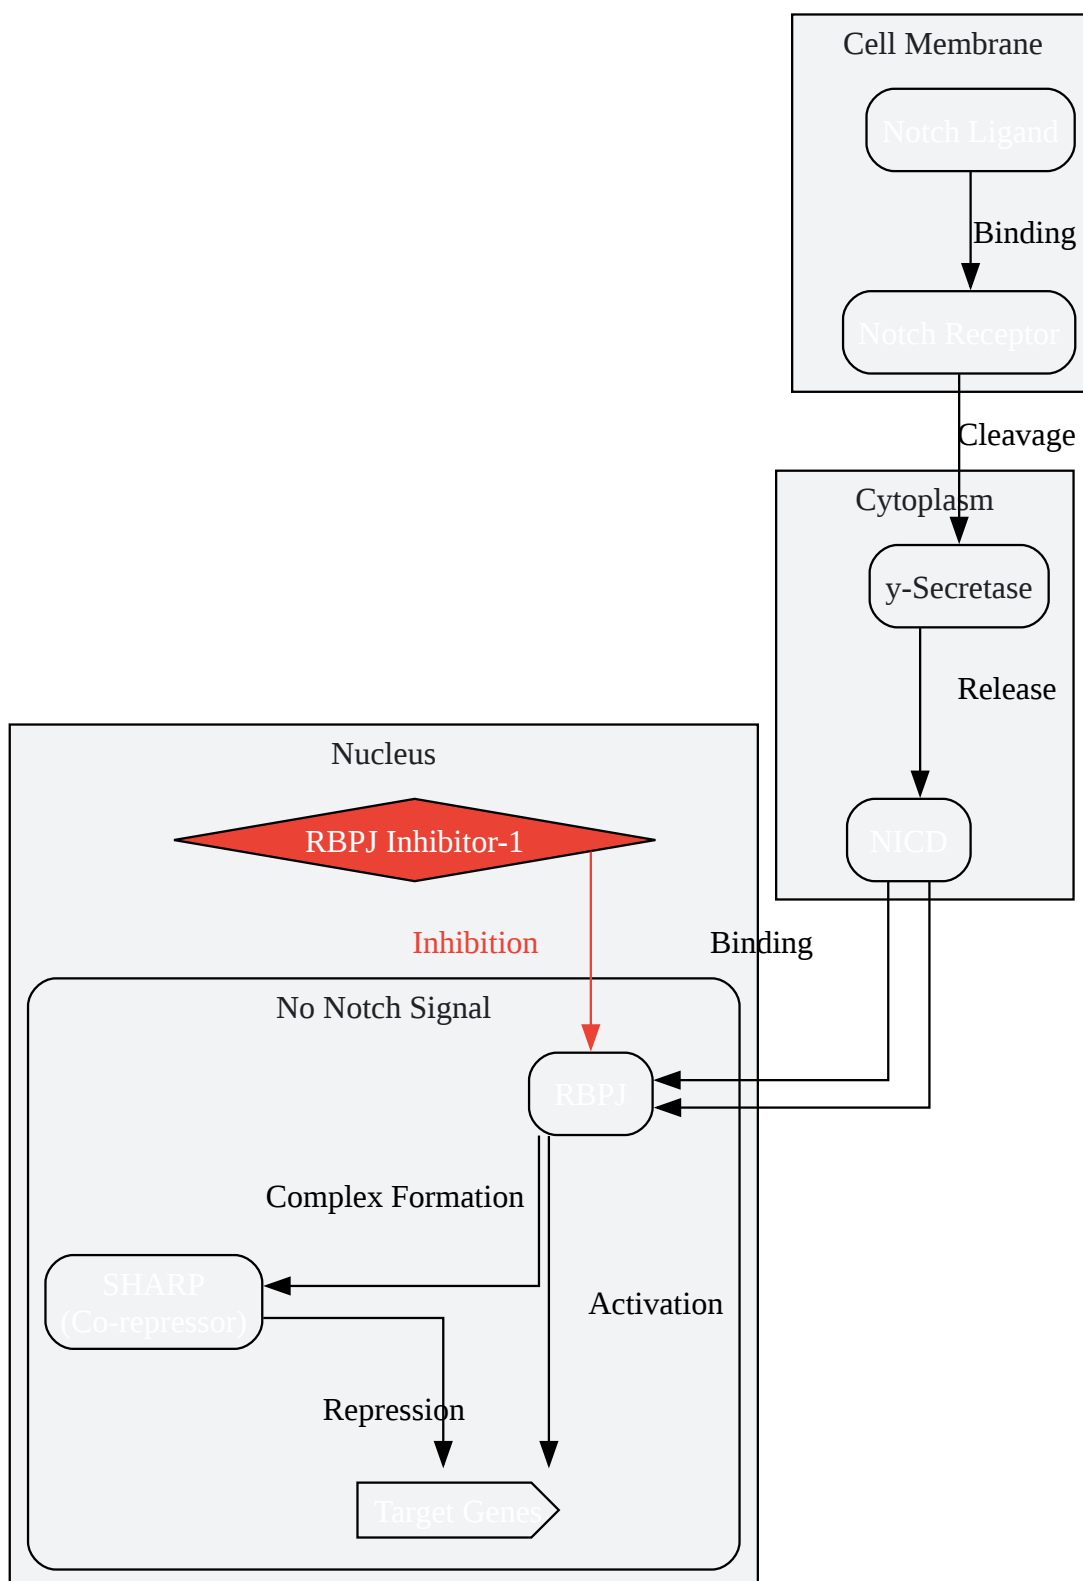 Cell Membrane
Notch Ligand
Binding
Notch Receptor
Cleavage
Cytoplasm
y-Secretase
Release
Nucleus
RBPJ Inhibitor-1
NICD
Inhibition
Binding
No Notch Signal
RBPJ
Complex Formation
SHARP
(Co-repressor)
Activation
Repression
Target Genes